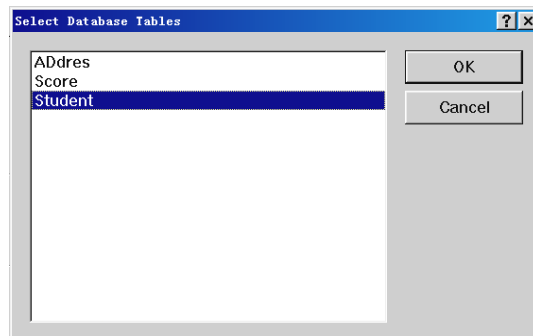 Select Database Tables
ADdres
Score
Student
OK
Cancel